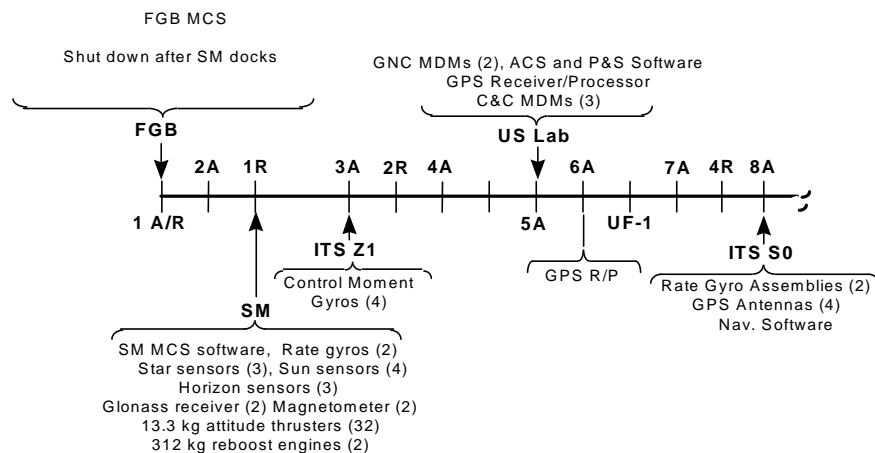 FGB MCS
Shut down after SM docks
GNC MDMs (2), ACS and P&S Software
GPS Receiver/Processor
C&C MDMs (3)
FGB
US Lab
2A
1R
3A
2R
4A
6A
7A
4R
8A
1 A/R
5A
UF-1
ITS Z1
ITS S0
Control Moment
Gyros (4)
GPS R/P
Rate Gyro Assemblies (2)
GPS Antennas (4)
Nav. Software
SM
SM MCS software, Rate gyros (2)
Star sensors (3), Sun sensors (4)
Horizon sensors (3)
Glonass receiver (2) Magnetometer (2)
13.3 kg attitude thrusters (32)
312 kg reboost engines (2)